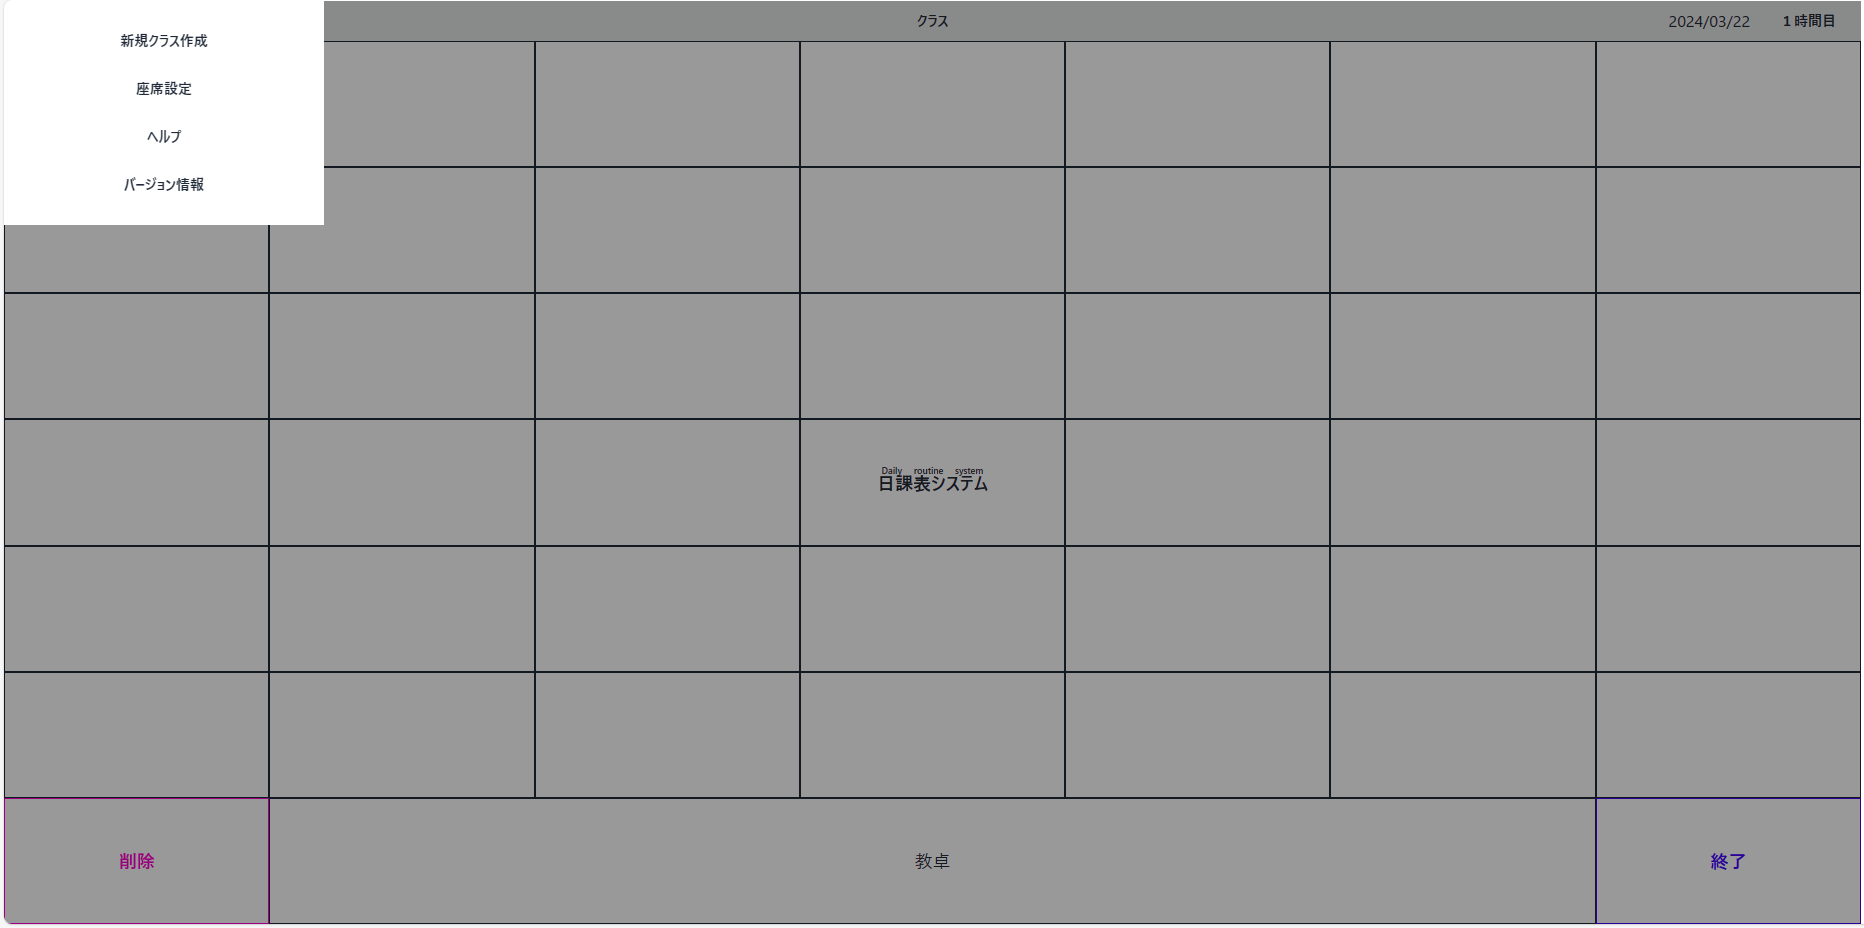 新規クラス作成
座席設定
ヘルプ
バージョン情報
クラス
2024/03/22 1 時間目
Daily routine system
日課表システム
削除
教卓
終了